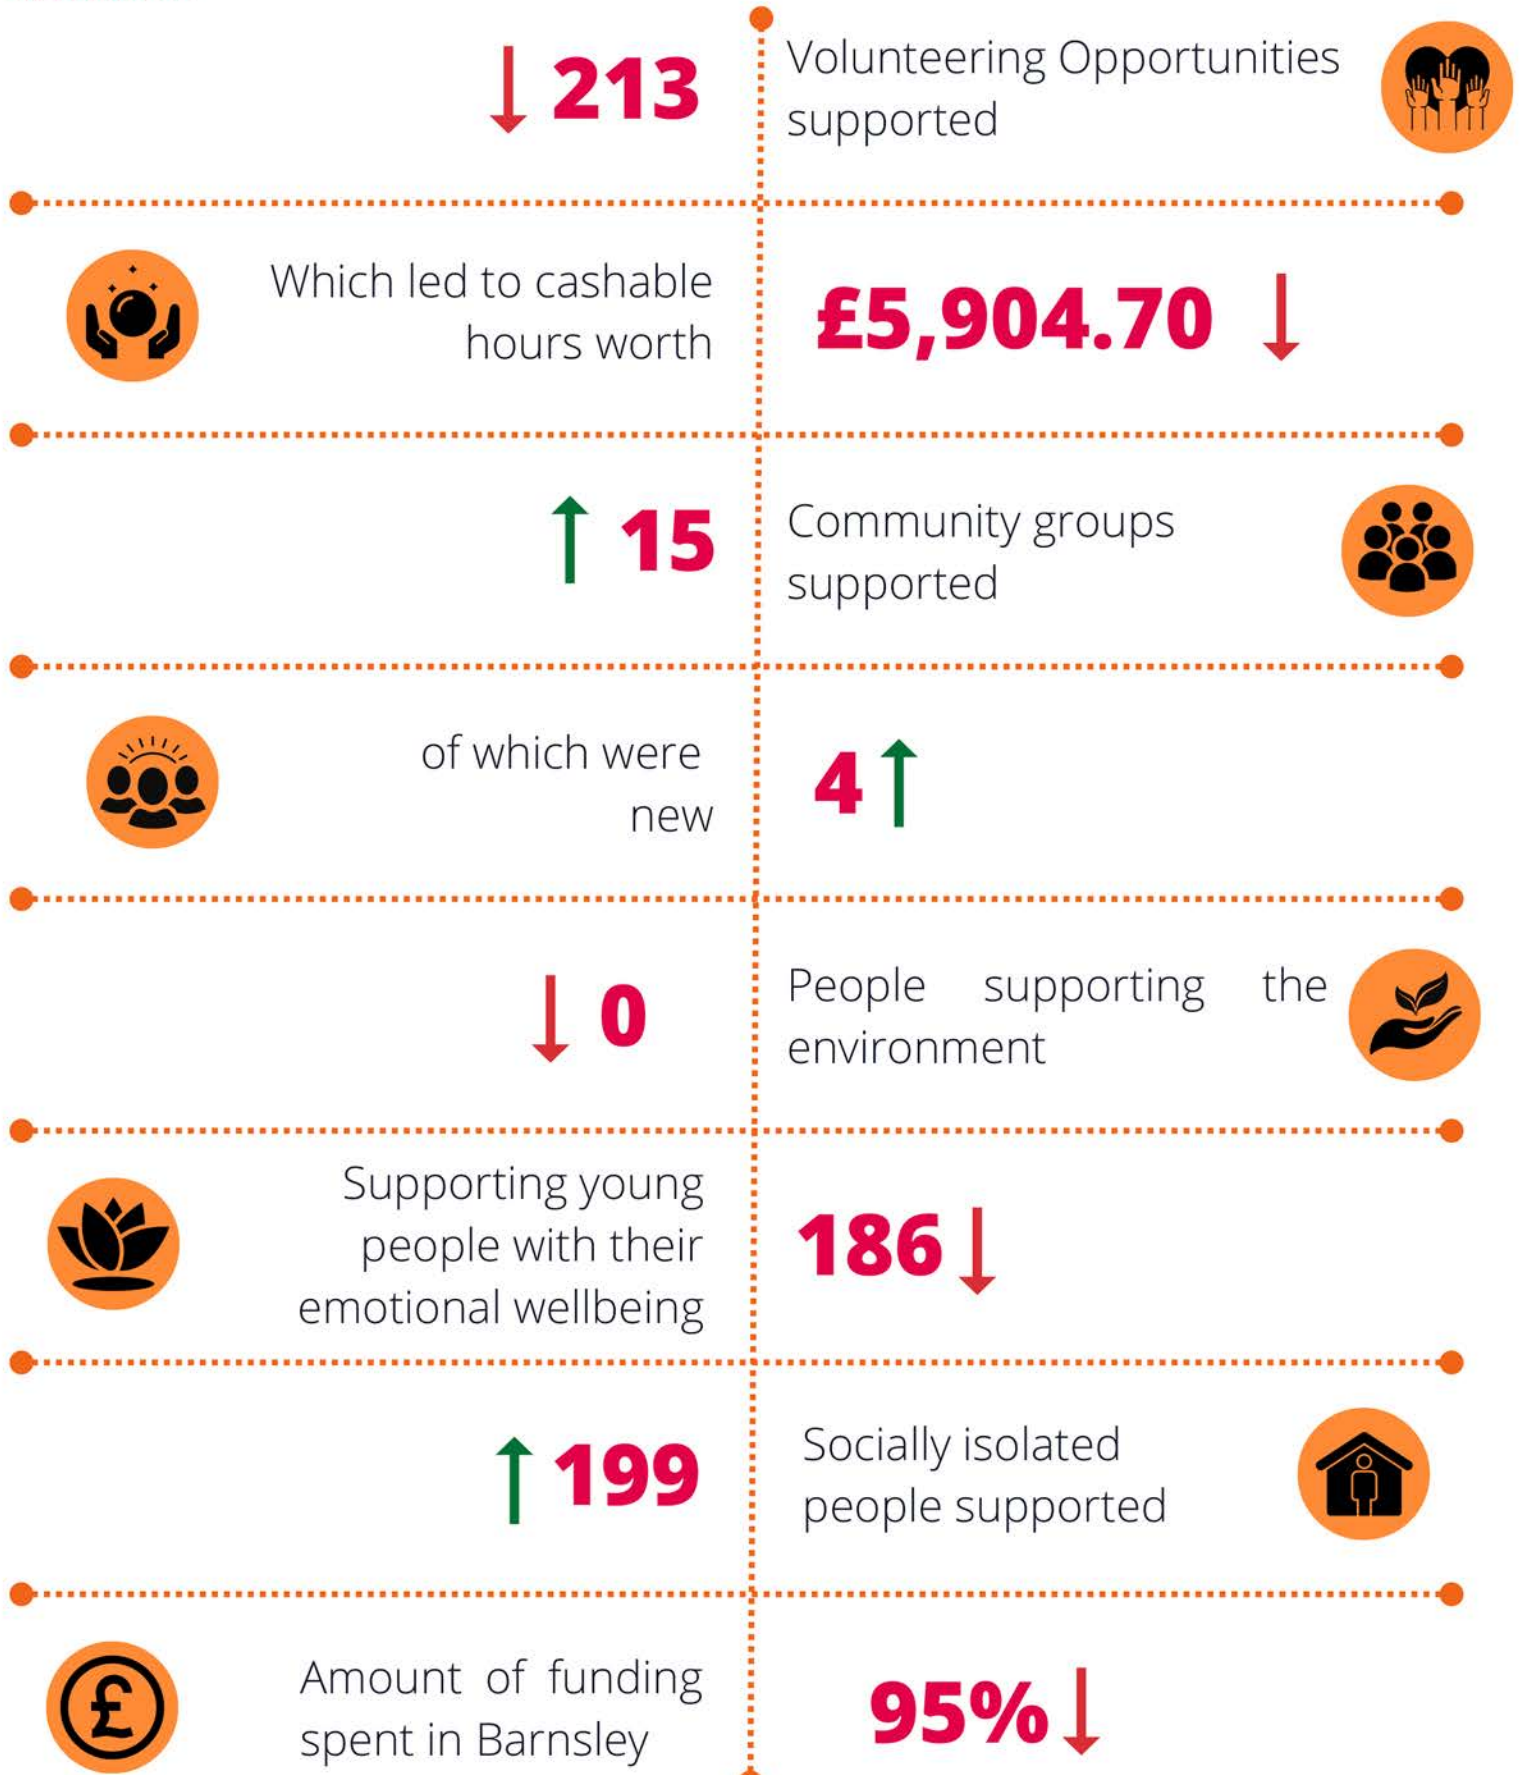 213
Volunteering Opportunities
supported
Which led to cashable
hours worth
£5,904.70
15
Community groups
supported
of which were
new
4
0
People supporting the
environment
Supporting young
people with their
emotional wellbeing
186
199
Socially isolated
people supported
£
Amount of funding
spent in Barnsley
95%